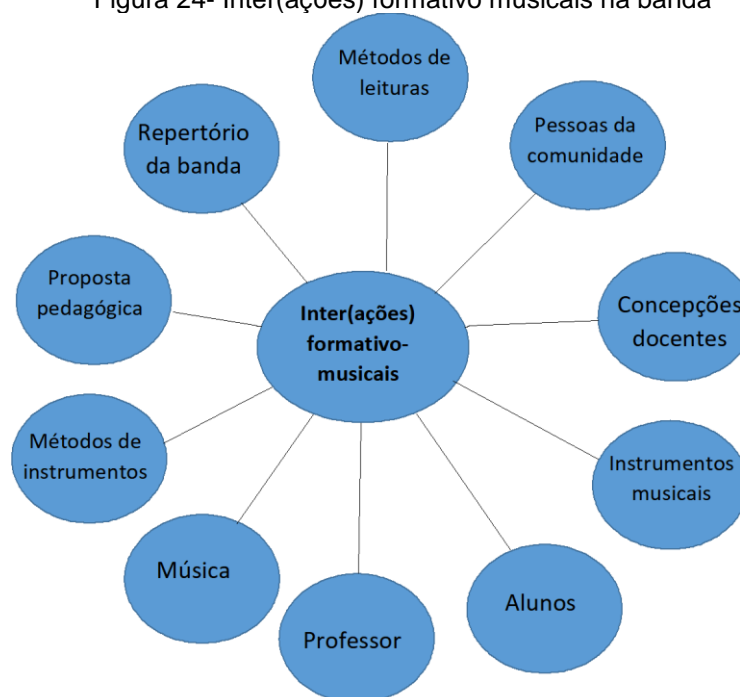 Figura 24- Inter(ações) formativo musicais na banda
Métodos de
leituras
Pessoas da
comunidade
Repertório
da banda
Concepções
docentes
Proposta
pedagógica
Inter(ações)
formativo-
musicais
Instrumentos
musicais
Métodos de
instrumentos
Alunos
Música
Professor